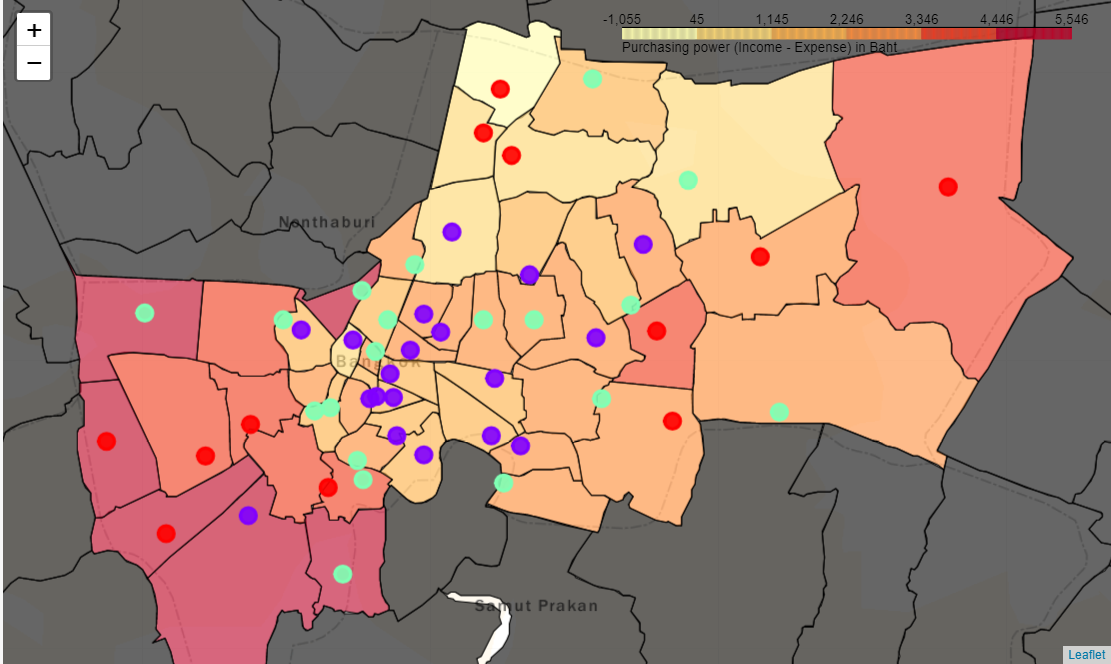 +
−
-1,055 45 1,145 2,246 3,346 4,446 5,546
Purchasing power (Income - Expense) in Baht
Nonthaburi
Bangkok
Samut Prakan
Leaflet